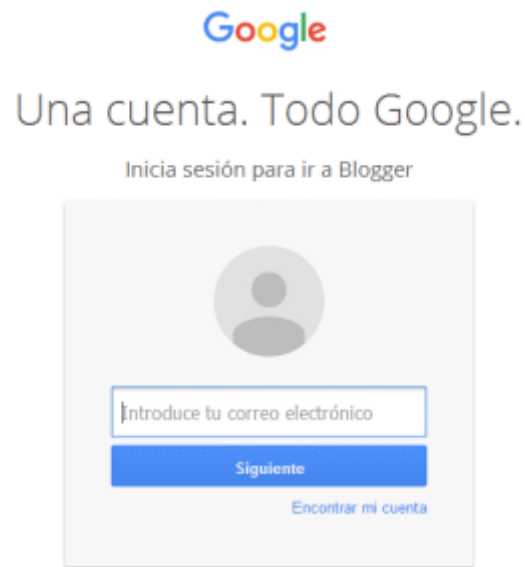 Google
Una cuenta. Todo Google.
Inicia sesión para ir a Blogger
Introduce tu correo electrónico
Siguiente
Encontrar mi cuenta